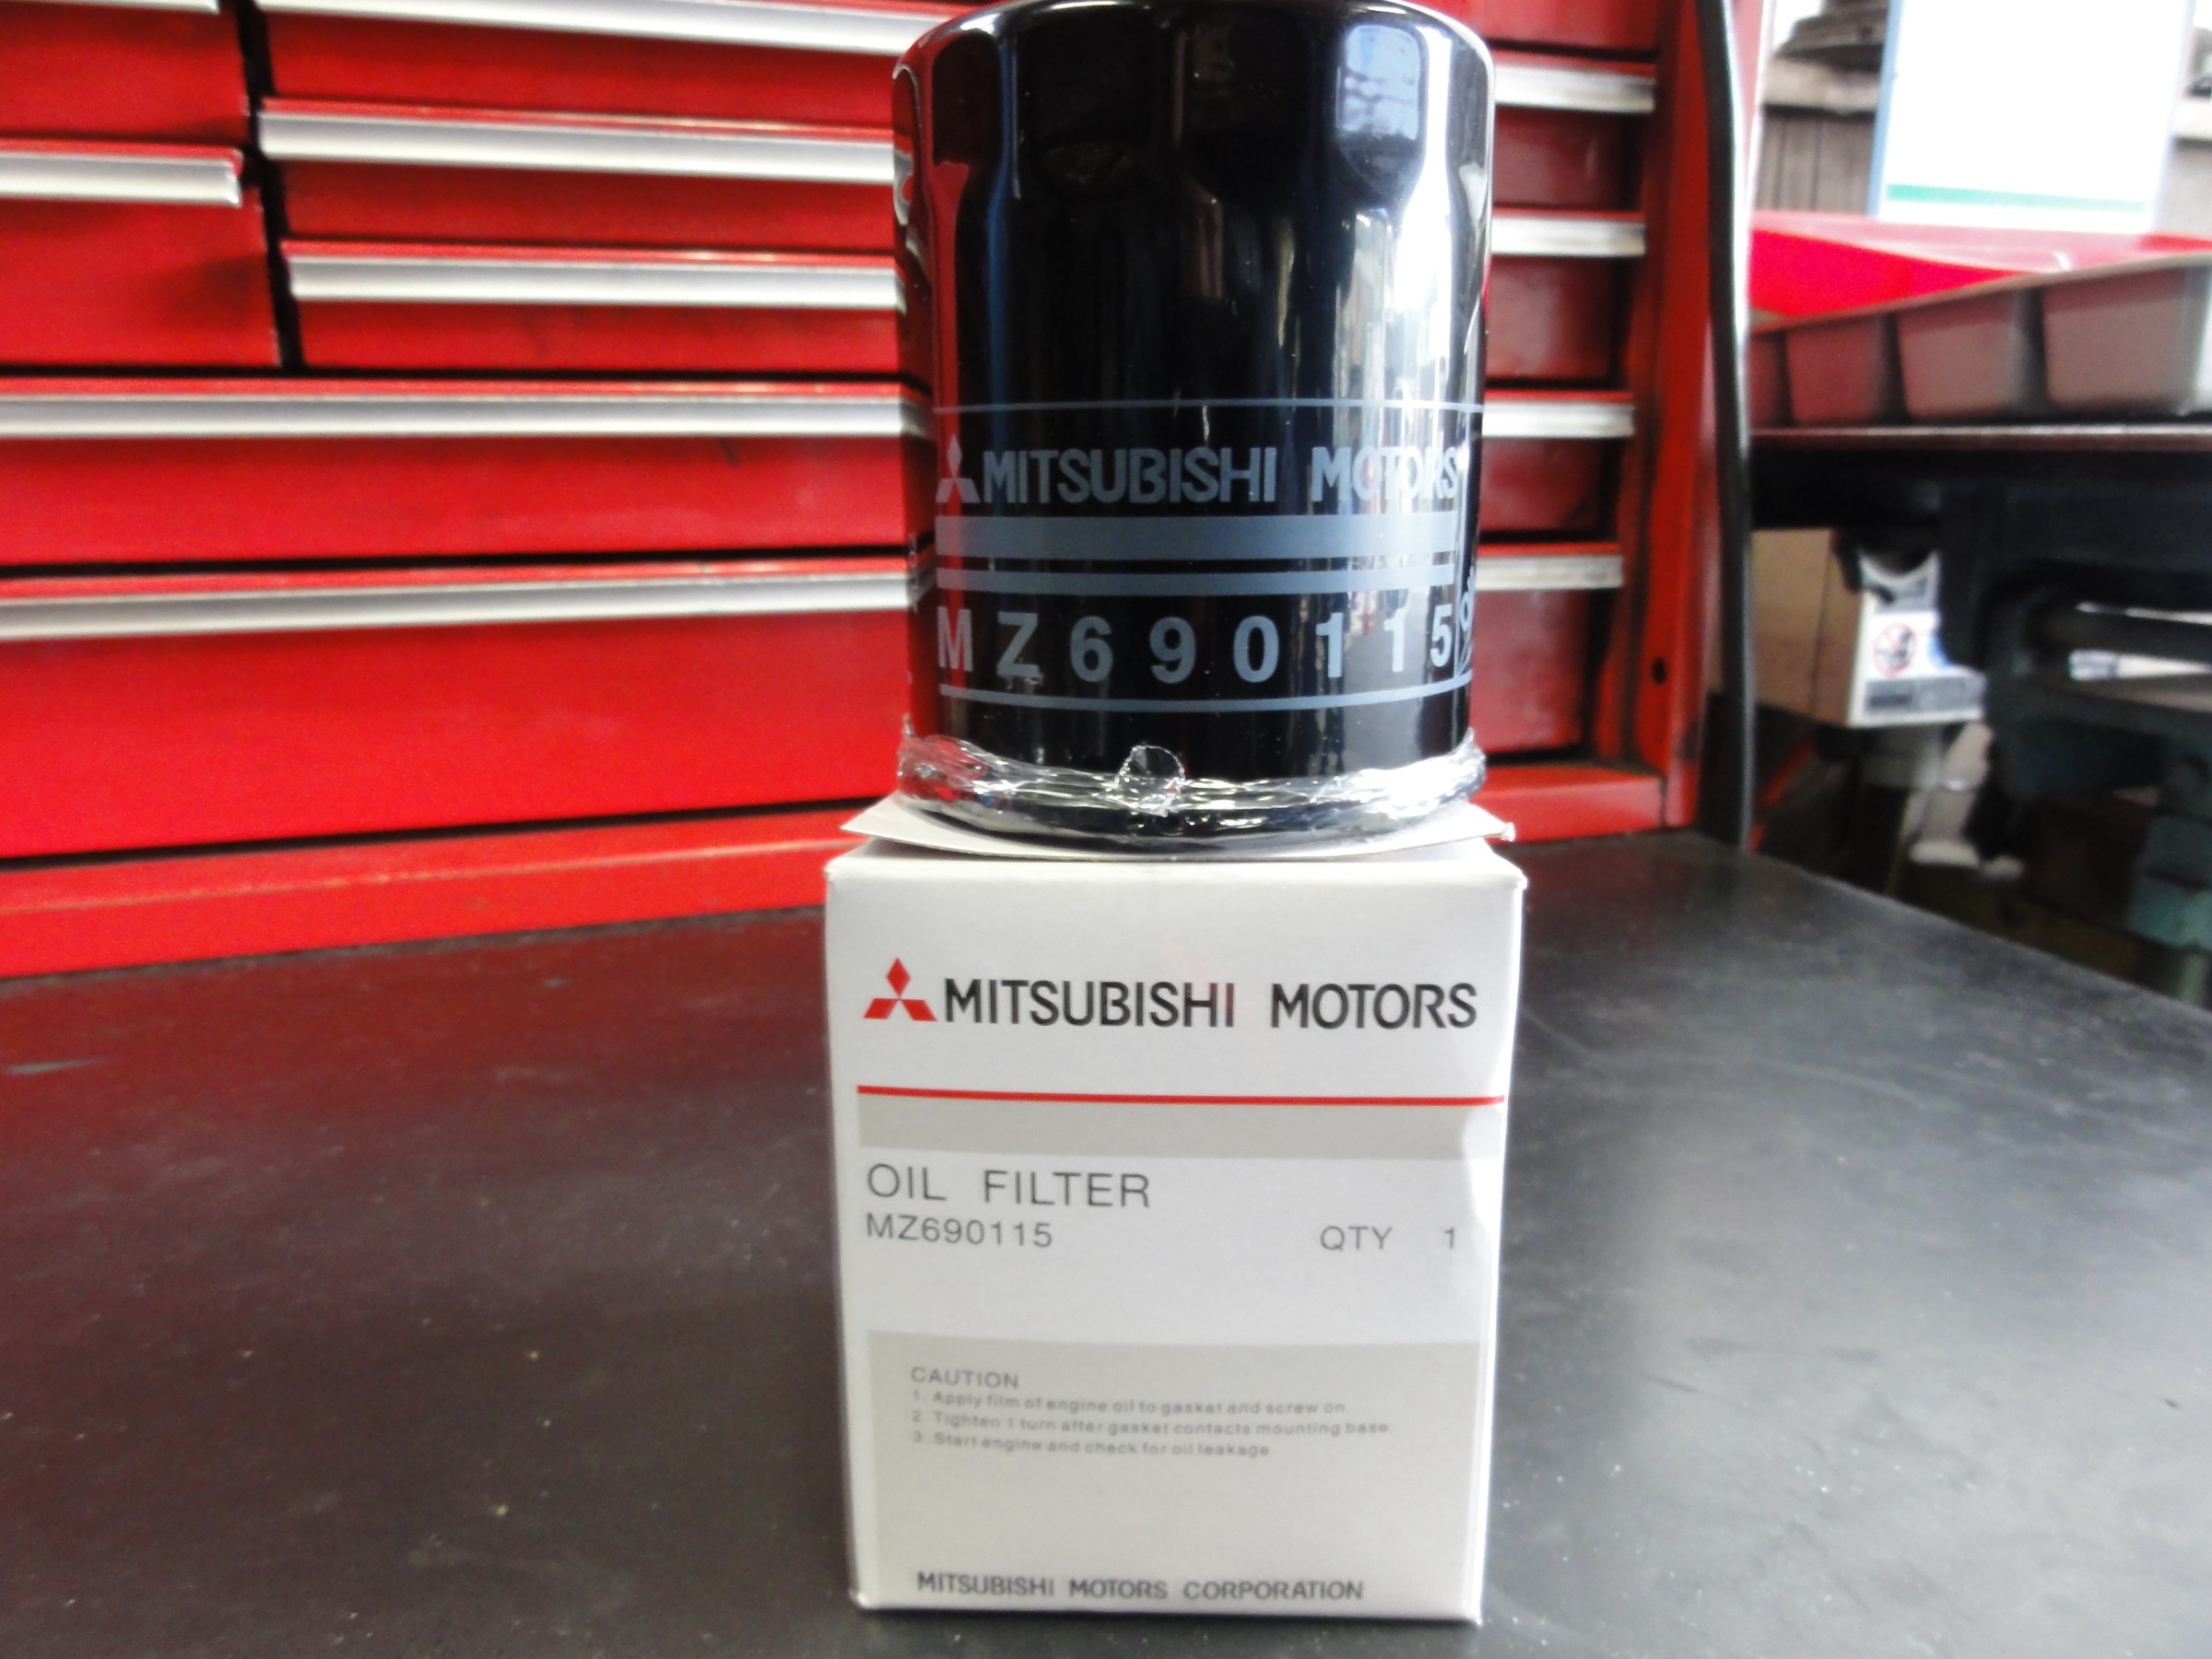 MITSUBISHI MOTORS
MZ690115
MITSUBISHI MOTORS
OIL FILTER
MZ690115 QTY 1
CAUTION
1. Apply film of engine oil to gasket and screw on.
2. Tighten 1 turn after gasket contacts mounting base.
3. Start engine and check for oil leakage.
MITSUBISHI MOTORS CORPORATION